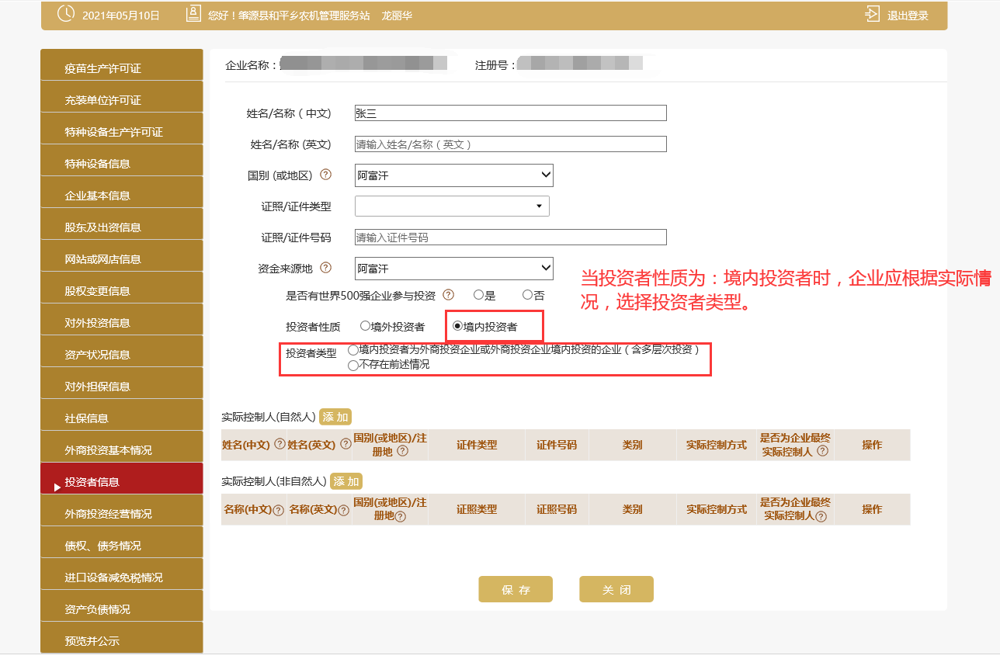 2021年05月10日 您好！肇源县和平乡农机管理服务站 龙丽华 退出登录
疫苗生产许可证
充装单位许可证
特种设备生产许可证
特种设备信息
企业基本信息
股东及出资信息
网站或网店信息
股权变更信息
对外投资信息
资产状况信息
对外担保信息
社保信息
外商投资基本情况
投资者信息
外商投资经营情况
债权、债务情况
进口设备减免税情况
资产负债情况
预览并公示
企业名称： 注册号：
姓名/名称（中文） 张三
姓名/名称 (英文) 请输入姓名/名称（英文）
国别 (或地区) ? 阿富汗
证照/证件类型
证照/证件号码 请输入证件号码
资金来源地 ? 阿富汗
是否有世界500强企业参与投资 ? 是 否
投资者性质 境外投资者 境内投资者
当投资者性质为：境内投资者时，企业应根据实际情
况，选择投资者类型。
投资者类型 境内投资者为外商投资企业或外商投资企业境内投资的企业（含多层次投资）
不存在前述情况
实际控制人(自然人) 添 加
姓名(中文) ? 姓名(英文) ? 国别(或地区)/注册地 ? 证件类型 证件号码 类别 实际控制方式 是否为企业最终实际控制人 ? 操作
实际控制人(非自然人) 添 加
名称(中文)? 名称(英文)? 国别(或地区)/注册地? 证照类型 证照号码 类别 实际控制方式 是否为企业最终实际控制人? 操作
保 存 关 闭